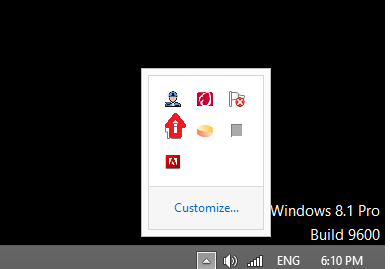 Customize...
Windows 8.1 Pro
Build 9600
ENG
6:10 PM